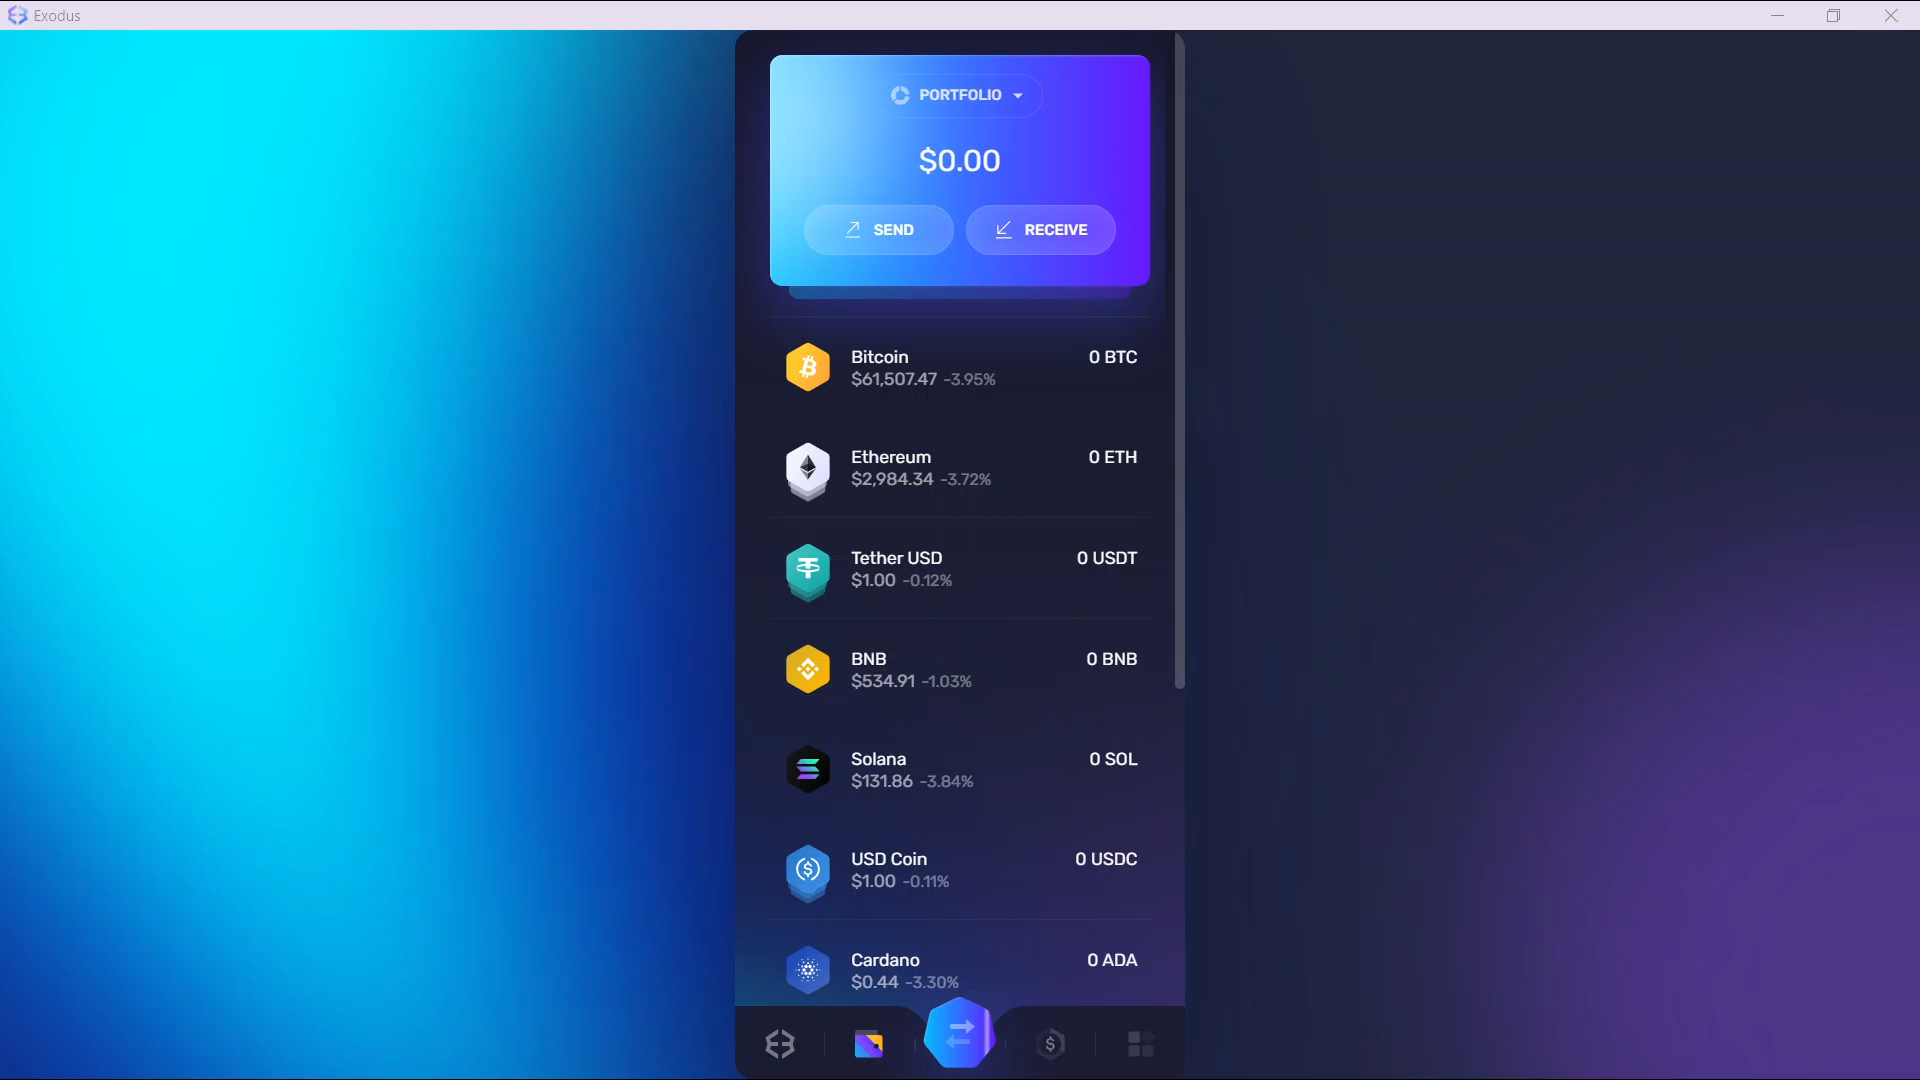 Exodus
PORTFOLIO
$0.00
SEND
RECEIVE
Bitcoin
0 BTC
$61,507.47 -3.95%
Ethereum
0 ETH
$2,984.34 -3.72%
Tether USD
0 USDT
$1.00 -0.12%
BNB
0 BNB
$534.91 -1.03%
Solana
0 SOL
$131.86 -3.84%
USD Coin
0 USDC
$1.00 -0.11%
Cardano
0 ADA
$0.44 -3.30%